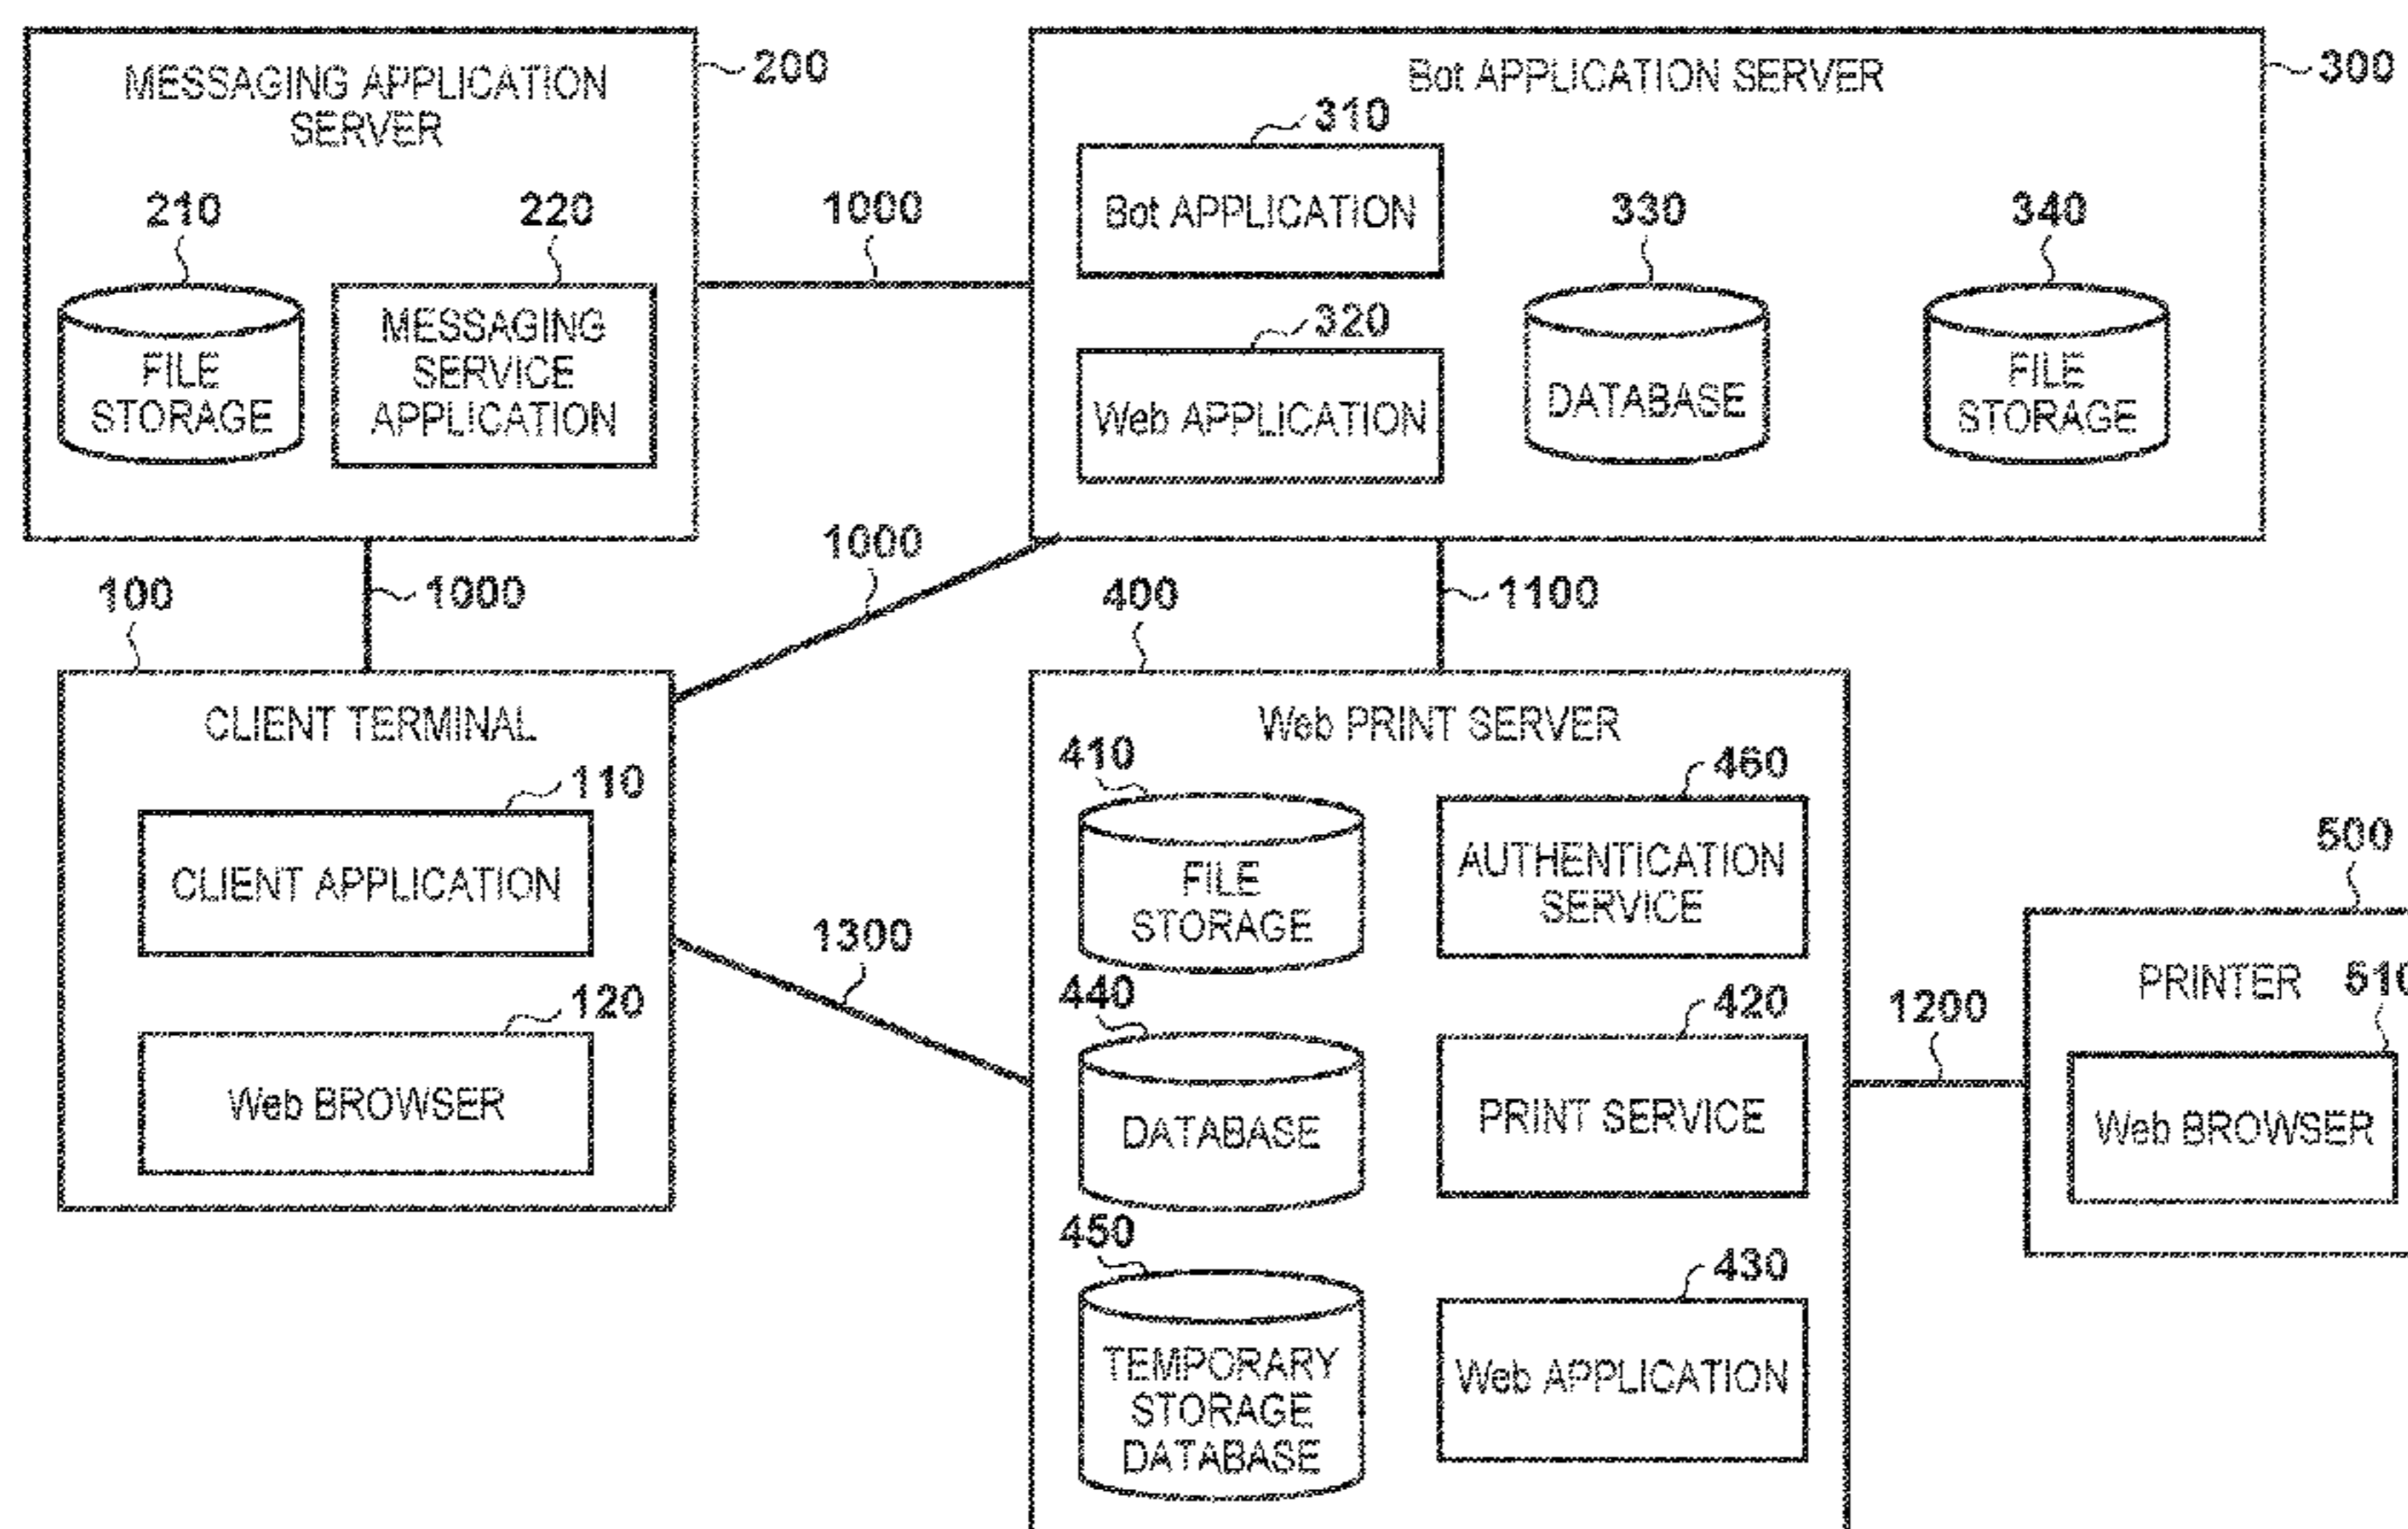 MESSAGING APPLICATION
SERVER
200
210
220
FILE
STORAGE
MESSAGING
SERVICE
APPLICATION
1000
Bot APPLICATION SERVER
300
310
Bot APPLICATION
320
Web APPLICATION
330
DATABASE
340
FILE
STORAGE
1000
1000
1100
100
CLIENT TERMINAL
110
CLIENT APPLICATION
120
Web BROWSER
1300
400
Web PRINT SERVER
410
FILE
STORAGE
460
AUTHENTICATION
SERVICE
440
DATABASE
420
PRINT SERVICE
450
TEMPORARY
STORAGE
DATABASE
430
Web APPLICATION
1200
500
PRINTER
510
Web BROWSER